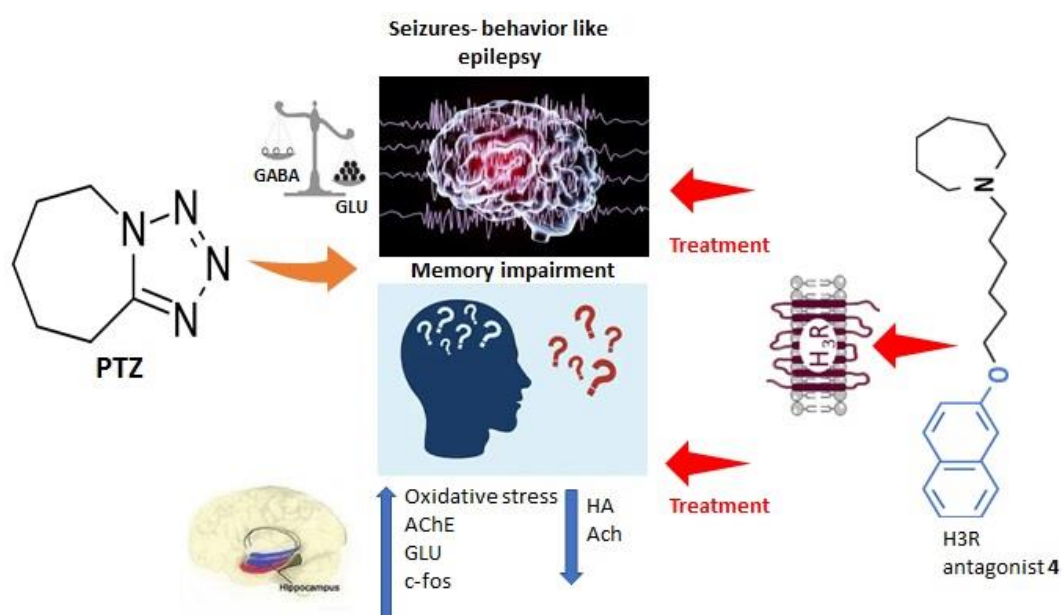 Seizures- behavior like
epilepsy
GABA
GLU
N
N
N
N
PTZ
Memory impairment
Treatment
N
H₃R
O
Oxidative stress
AChE
GLU
c-fos
HA
Ach
Treatment
Hippocampus
H3R
antagonist 4